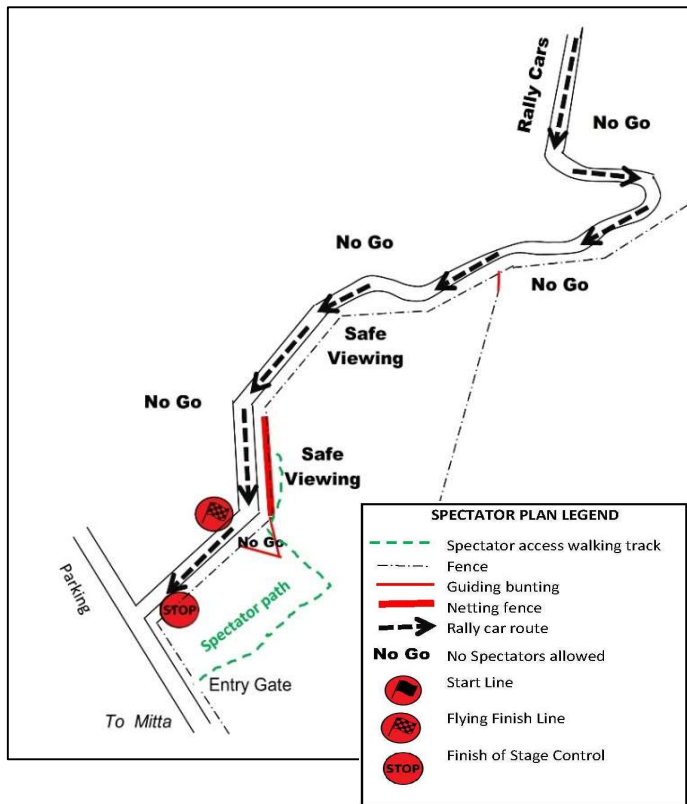 Rally Cars
No Go
No Go
No Go
Safe
Viewing
No Go
Safe
Viewing
No Go
Spectator path
STOP
Parking
Entry Gate
To Mitta
SPECTATOR PLAN LEGEND
Spectator access walking track
Fence
Guiding bunting
Netting fence
Rally car route
No Go No Spectators allowed
Start Line
Flying Finish Line
STOP Finish of Stage Control